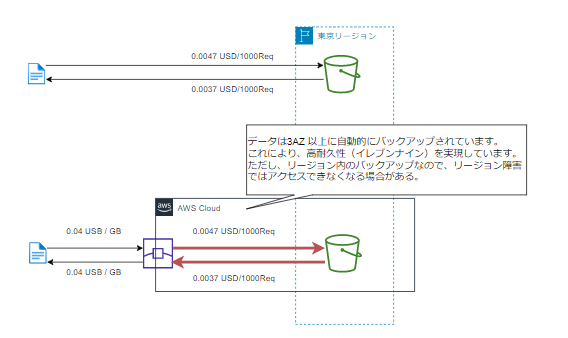 東京リージョン
0.0047 USD/1000Req
0.0037 USD/1000Req
データは3AZ 以上に自動的にバックアップされています。
これにより、高耐久性（イレブンナイン）を実現しています。
ただし、リージョン内のバックアップなので、リージョン障害
ではアクセスできなくなる場合がある。
aws
AWS Cloud
0.04 USB / GB
0.0047 USD/1000Req
0.04 USB / GB
0.0037 USD/1000Req